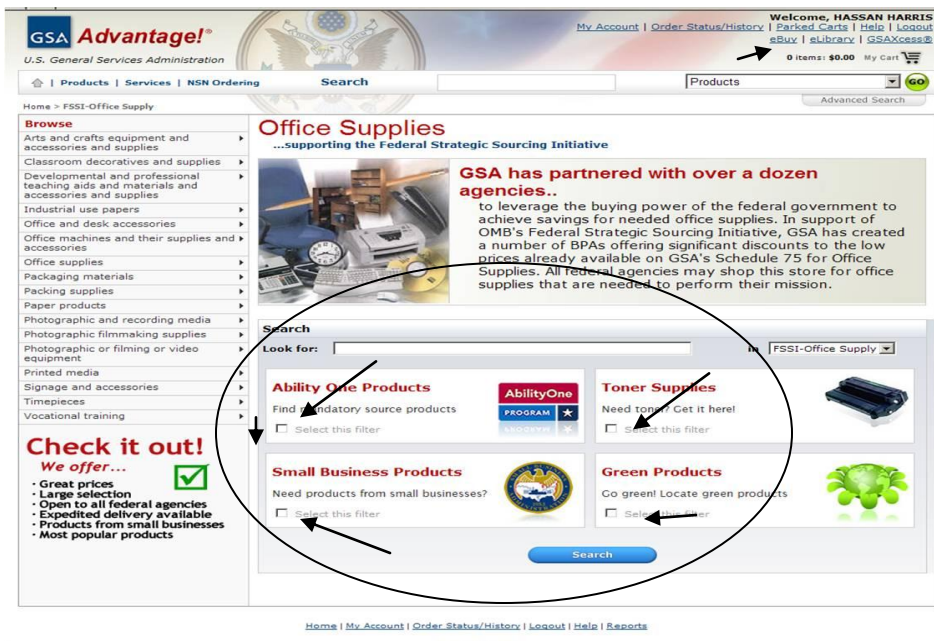 Welcome, HASSAN HARRIS
My Account | Order Status/History | Parked Carts | Help | Logout
eBuy | eLibrary | GSAXcess®
GSA Advantage!®
U.S. General Services Administration
0 items: $0.00 My Cart
| Products | Services | NSN Ordering
Search
Products
GO
Advanced Search
Home > FSSI-Office Supply
Browse
Arts and crafts equipment and
accessories and supplies
Classroom decoratives and supplies
Developmental and professional
teaching aids and materials and
accessories and supplies
Industrial use papers
Office and desk accessories
Office machines and their supplies and
accessories
Office supplies
Packaging materials
Packing supplies
Paper products
Photographic and recording media
Photographic filmmaking supplies
Photographic or filming or video
equipment
Printed media
Signage and accessories
Timepieces
Vocational training
Check it out!
We offer...
· Great prices
· Large selection
· Open to all federal agencies
· Expedited delivery available
· Products from small businesses
· Most popular products
Office Supplies
...supporting the Federal Strategic Sourcing Initiative
GSA has partnered with over a dozen
agencies..
to leverage the buying power of the federal government to
achieve savings for needed office supplies. In support of
OMB's Federal Strategic Sourcing Initiative, GSA has created
a number of BPAs offering significant discounts to the low
prices already available on GSA's Schedule 75 for Office
Supplies. All federal agencies may shop this store for office
supplies that are needed to perform their mission.
Search
Look for:
in FSSI-Office Supply
Ability One Products
Find mandatory source products
Select this filter
AbilityOne
PROGRAM
Toner Supplies
Need toner? Get it here!
Select this filter
Small Business Products
Need products from small businesses?
Select this filter
Green Products
Go green! Locate green products
Select this filter
Search
Home | My Account | Order Status/History | Logout | Help | Reports